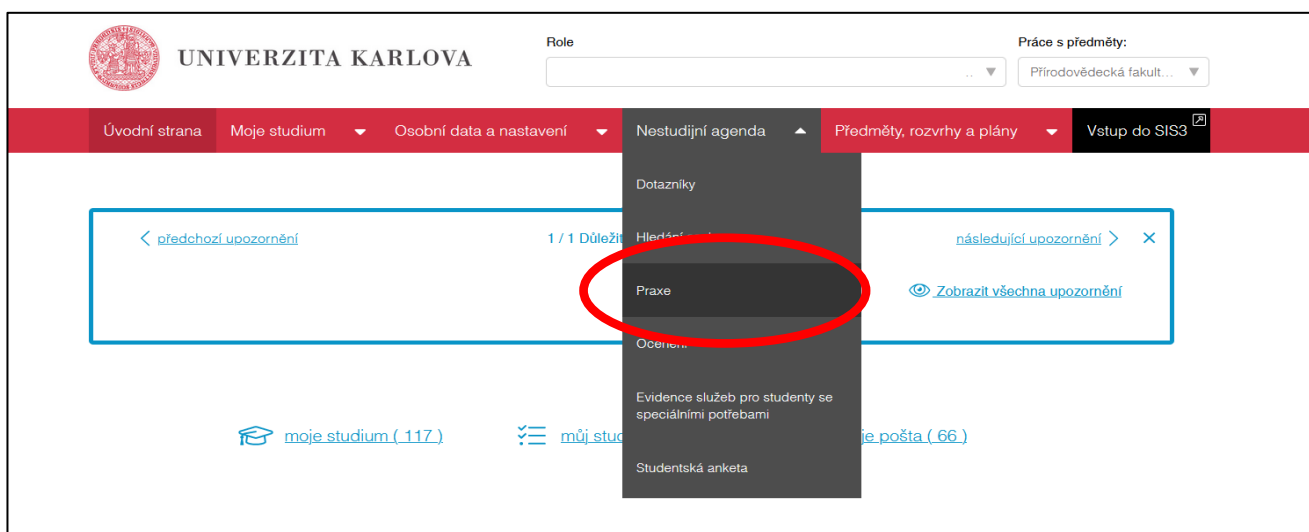 UNIVERZITA KARLOVA
Role
..
Práce s předměty:
Přírodovědecká fakult...
Úvodní strana Moje studium Osobní data a nastavení Nestudijní agenda Předměty, rozvrhy a plány Vstup do SIS3
Dotazníky
předchozí upozornění
1 / 1 Důležit
Hledání
následující upozornění
Praxe
Zobrazit všechna upozornění
Ocenění
Evidence služeb pro studenty se
speciálními potřebami
moje studium ( 117 ) můj stud je pošta ( 66 )
Studentská anketa